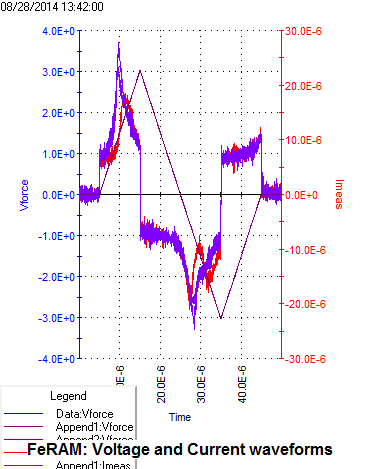 08/28/2014 13:42:00
4.0E+0
3.0E+0
2.0E+0
1.0E+0
0.0E+0
-1.0E+0
-2.0E+0
-3.0E+0
-4.0E+0
Vforce
30.0E-6
20.0E-6
10.0E-6
0.0E+0
-10.0E-6
-20.0E-6
-30.0E-6
Imeas
20.0E-6
30.0E-6
40.0E-6
Time
Legend
Data:Vforce
Append1:Vforce
Append2:Vforce
FeRAM: Voltage and Current waveforms
Append1:Imeas